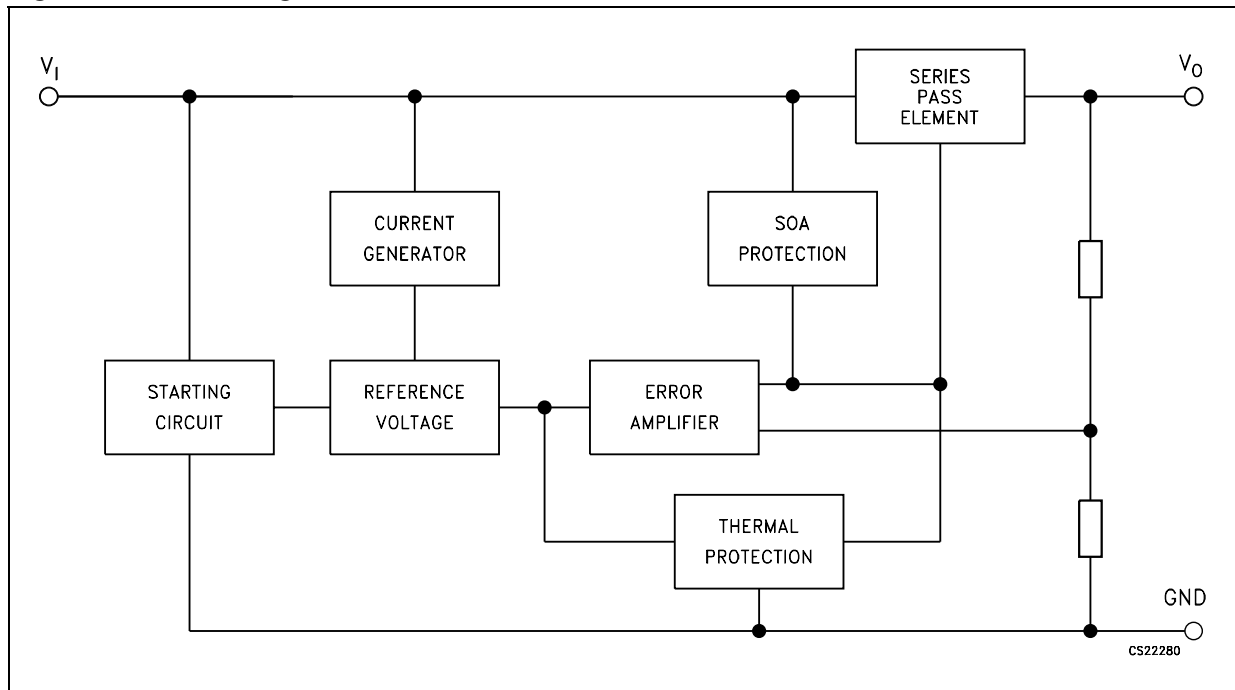 V_I
V_O
SERIES
PASS
ELEMENT
CURRENT
GENERATOR
SOA
PROTECTION
STARTING
CIRCUIT
REFERENCE
VOLTAGE
ERROR
AMPLIFIER
THERMAL
PROTECTION
GND
CS22280